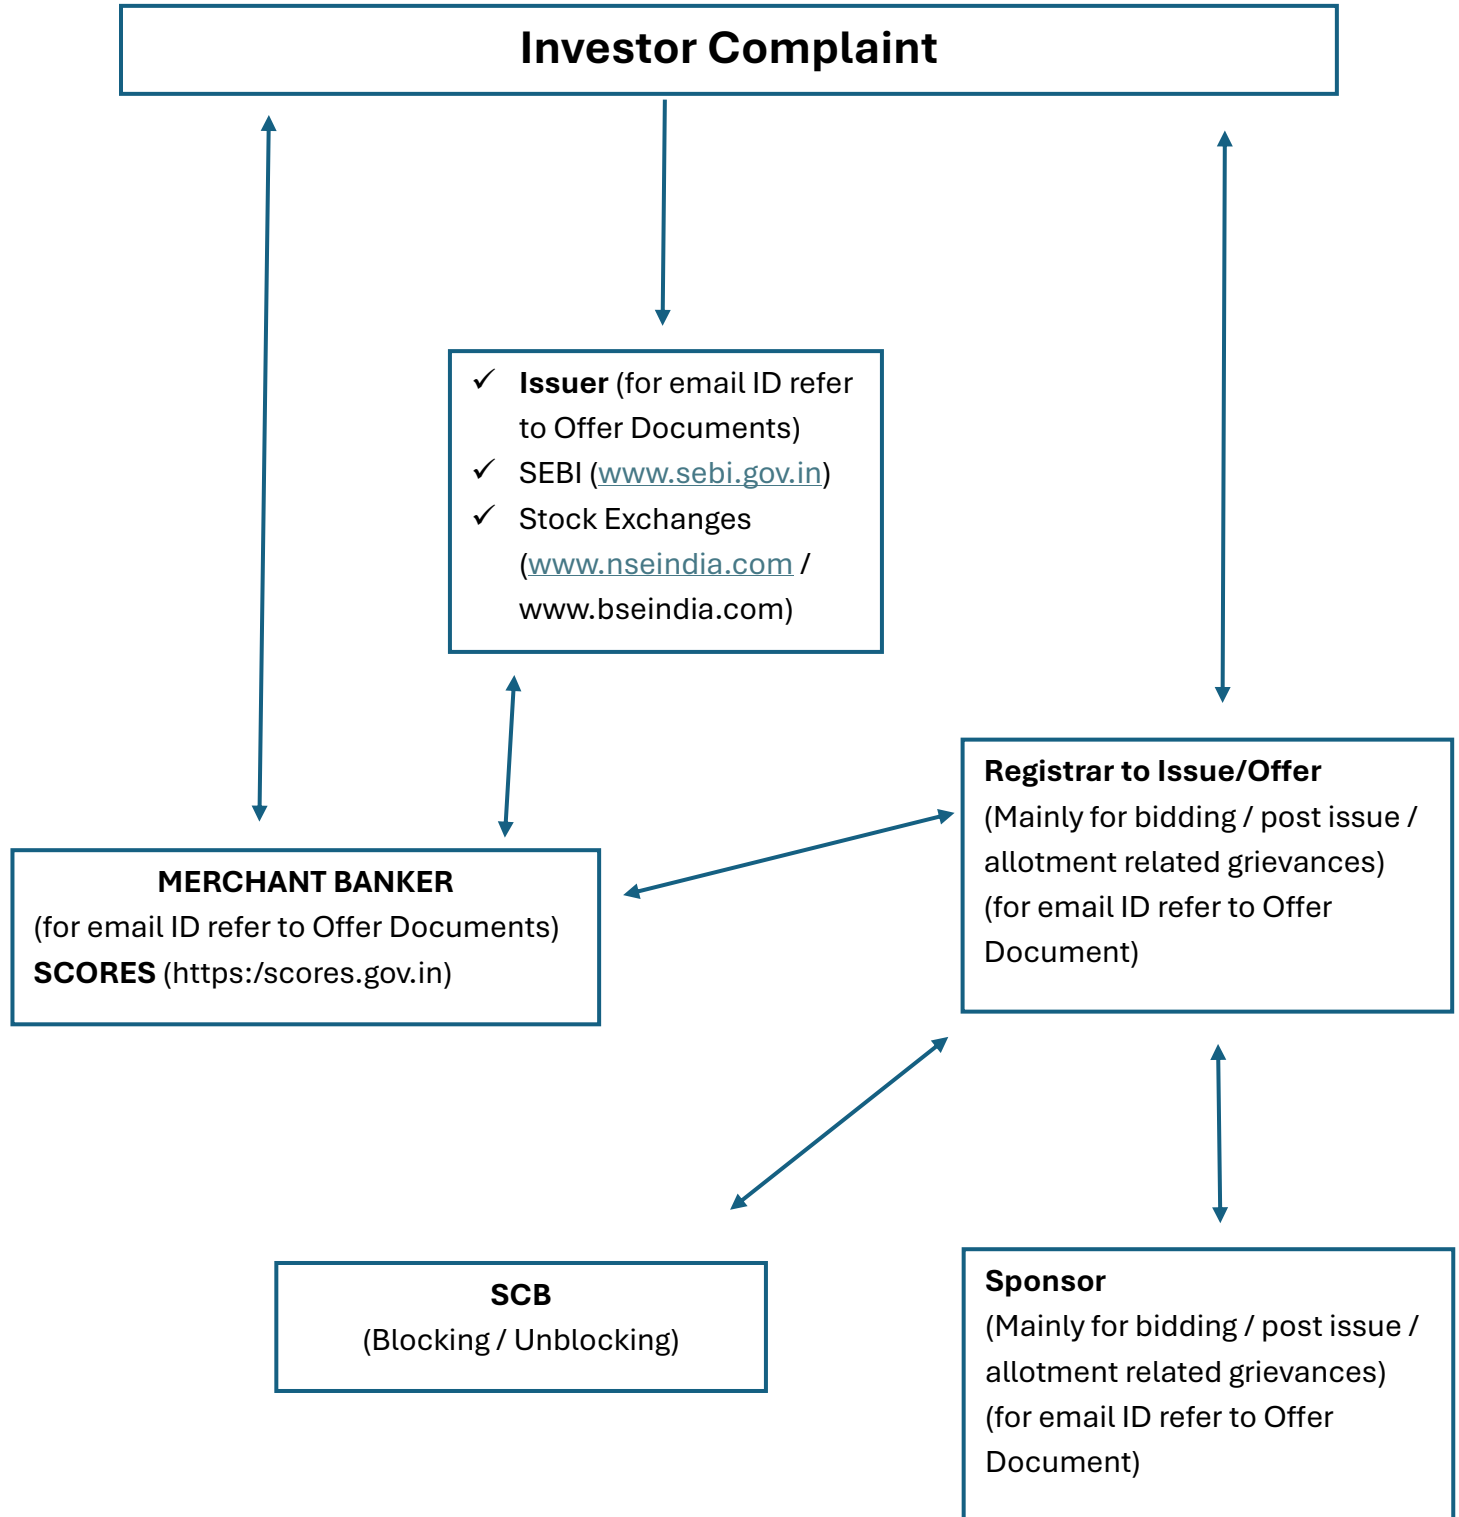 Investor Complaint
✓ Issuer (for email ID refer
to Offer Documents)
✓ SEBI (www.sebi.gov.in)
✓ Stock Exchanges
(www.nseindia.com /
www.bseindia.com)
Registrar to Issue/Offer
(Mainly for bidding / post issue /
allotment related grievances)
(for email ID refer to Offer
Document)
MERCHANT BANKER
(for email ID refer to Offer Documents)
SCORES (https:/scores.gov.in)
SCB
(Blocking / Unblocking)
Sponsor
(Mainly for bidding / post issue /
allotment related grievances)
(for email ID refer to Offer
Document)